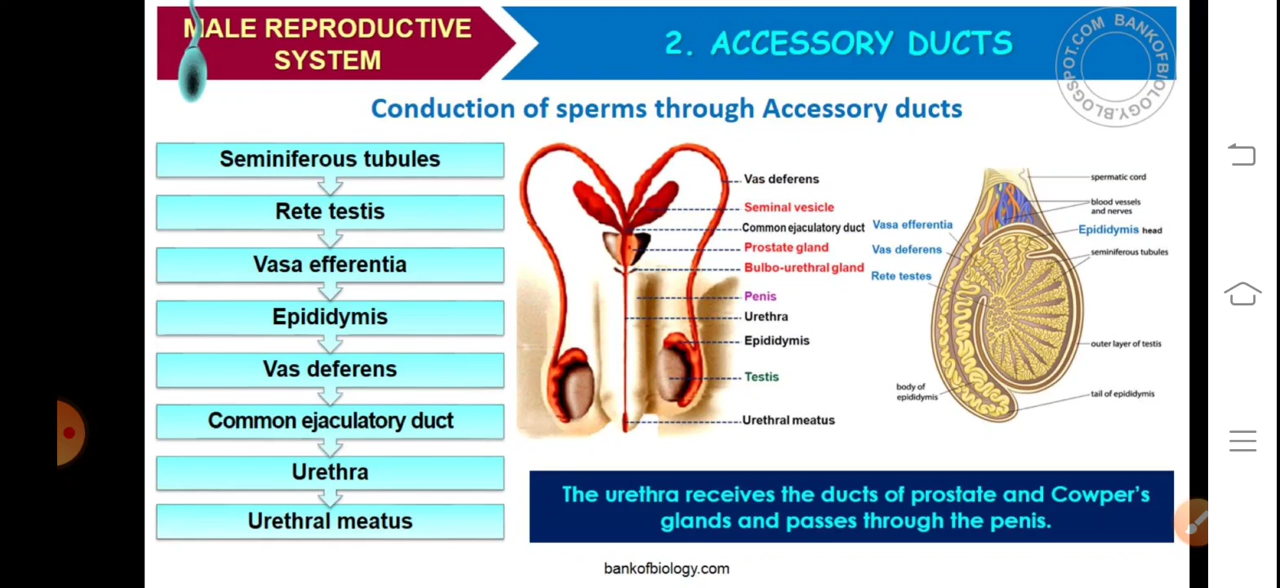 MALE REPRODUCTIVE
SYSTEM
2. ACCESSORY DUCTS
BANKOFBIOLOGY.BLOGSPOT.COM
Conduction of sperms through Accessory ducts
Seminiferous tubules
Rete testis
Vasa efferentia
Epididymis
Vas deferens
Common ejaculatory duct
Urethra
Urethral meatus
Vas deferens
Seminal vesicle
Common ejaculatory duct
Prostate gland
Bulbo-urethral gland
Penis
Urethra
Epididymis
Testis
Urethral meatus
spermatic cord
blood vessels
and nerves
Vasa efferentia
Epididymis head
Vas deferens
seminiferous tubules
Rete testes
outer layer of testis
body of
epididymis
tail of epididymis
The urethra receives the ducts of prostate and Cowper's
glands and passes through the penis.
bankofbiology.com